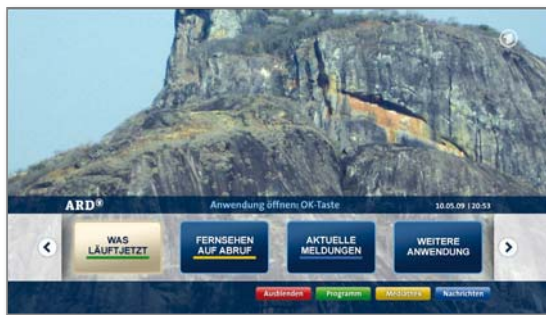 ARD Anwendung öffnen: OK-Taste 10.05.09 | 20:53
WAS
LÄUFTJETZT
FERNSEHEN
AUF ABRUF
AKTUELLE
MELDUNGEN
WEITERE
ANWENDUNG
Ausblenden Programm Mediathek Nachrichten